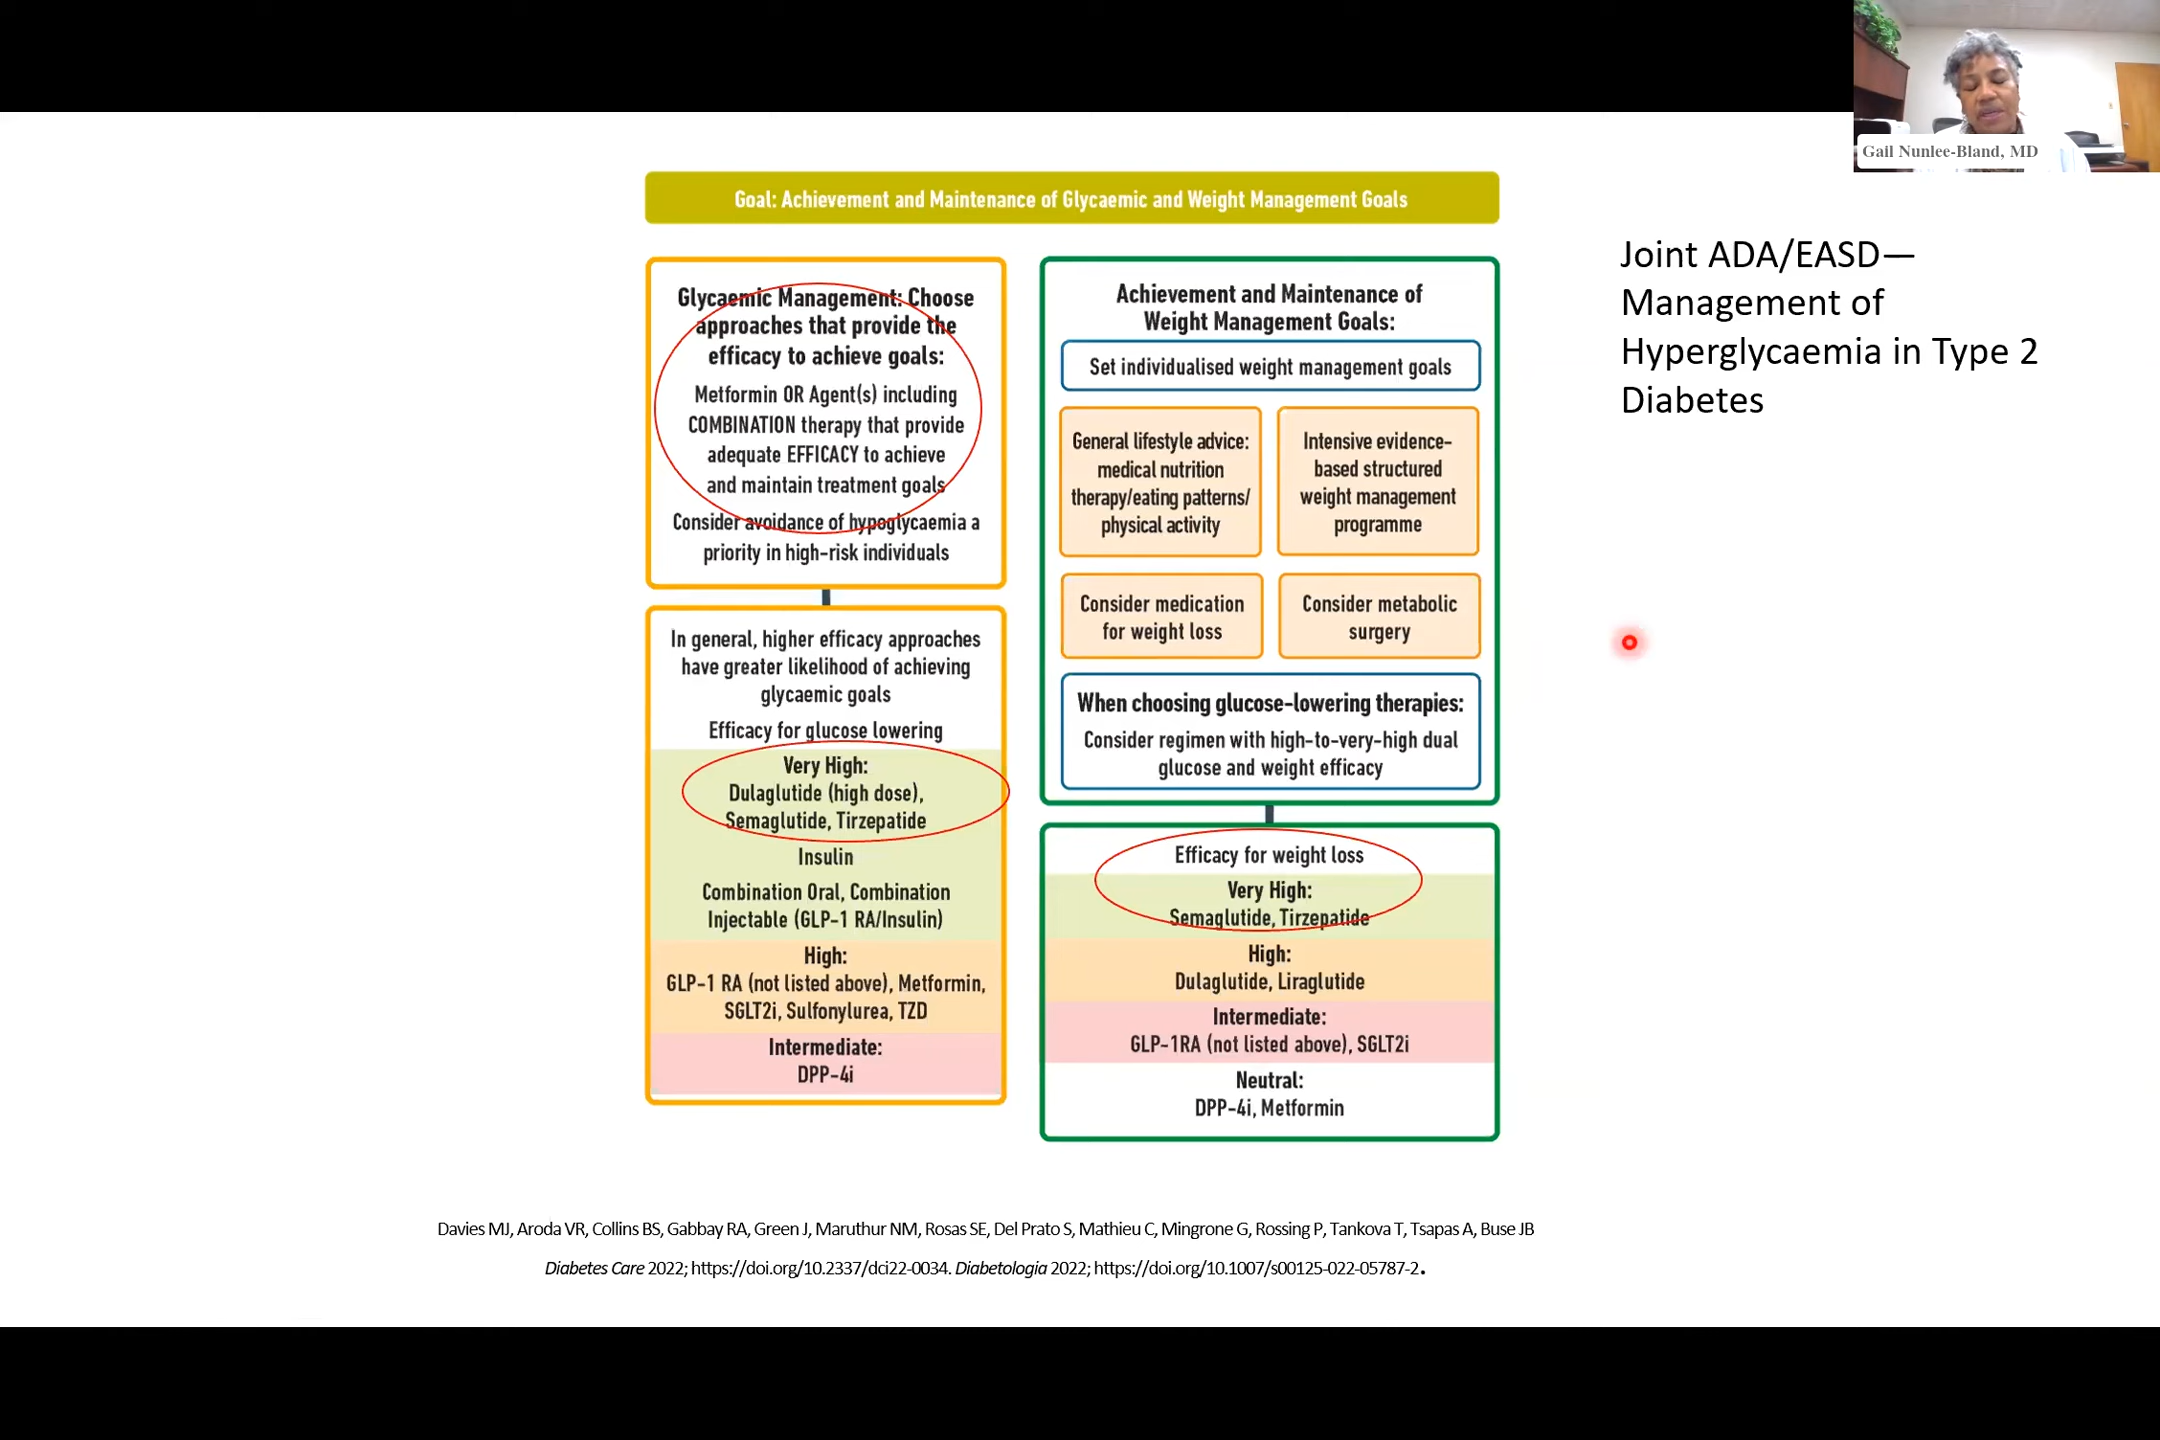 Gail Nunlee-Bland, MD
Goal: Achievement and Maintenance of Glycaemic and Weight Management Goals
Joint ADA/EASD—
Management of
Hyperglycaemia in Type 2
Diabetes
Glycaemic Management: Choose
approaches that provide the
efficacy to achieve goals:
Metformin OR Agent(s) including
COMBINATION therapy that provide
adequate EFFICACY to achieve
and maintain treatment goals
Consider avoidance of hypoglycaemia a
priority in high-risk individuals
In general, higher efficacy approaches
have greater likelihood of achieving
glycaemic goals
Efficacy for glucose lowering
Very High:
Dulaglutide (high dose),
Semaglutide, Tirzepatide
Insulin
Combination Oral, Combination
Injectable (GLP-1 RA/Insulin)
High:
GLP-1 RA (not listed above), Metformin,
SGLT2i, Sulfonylurea, TZD
Intermediate:
DPP-4i
Achievement and Maintenance of
Weight Management Goals:
Set individualised weight management goals
General lifestyle advice:
medical nutrition
therapy/eating patterns/
physical activity
Intensive evidence-
based structured
weight management
programme
Consider medication
for weight loss
Consider metabolic
surgery
When choosing glucose-lowering therapies:
Consider regimen with high-to-very-high dual
glucose and weight efficacy
Efficacy for weight loss
Very High:
Semaglutide, Tirzepatide
High:
Dulaglutide, Liraglutide
Intermediate:
GLP-1RA (not listed above), SGLT2i
Neutral:
DPP-4i, Metformin
Davies MJ, Aroda VR, Collins BS, Gabbay RA, Green J, Maruthur NM, Rosas SE, Del Prato S, Mathieu C, Mingrone G, Rossing P, Tankova T, Tsapas A, Buse JB
Diabetes Care 2022; https://doi.org/10.2337/dci22-0034. Diabetologia 2022; https://doi.org/10.1007/s00125-022-05787-2.